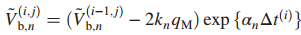 Ṽ_{b,n}^{(i,j)} = (Ṽ_{b,n}^{(i−1,j)} − 2k_n q_M) exp {α_n Δt^{(i)}}